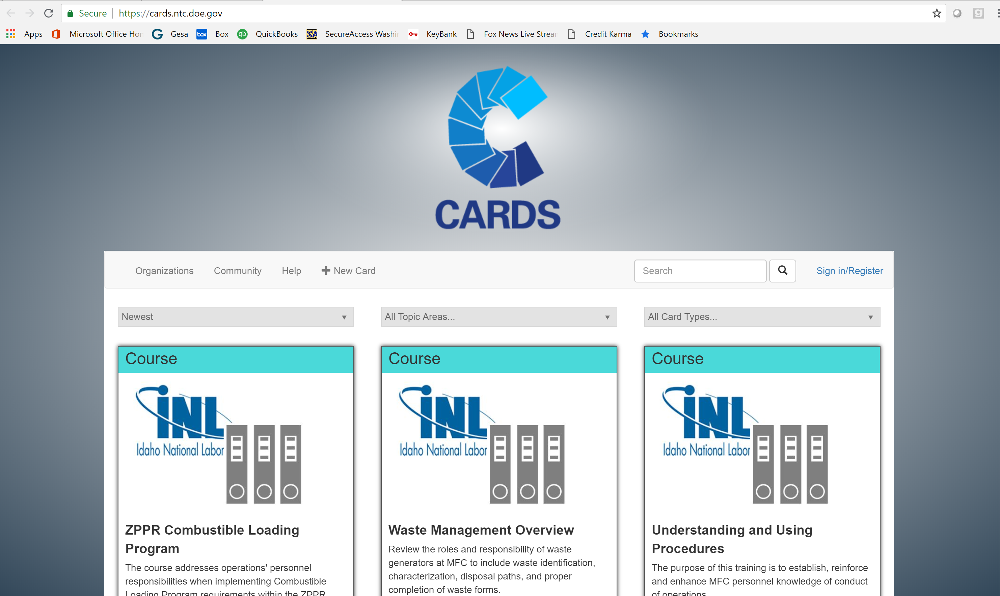 Secure https://cards.ntc.doe.gov
Apps Microsoft Office Hon Gesa box Box qb QuickBooks SA SecureAccess Washin KeyBank Fox News Live Strear Credit Karma Bookmarks
CARDS
Organizations Community Help New Card Search Sign in/Register
Newest All Topic Areas... All Card Types...
Course
INL
Idaho National Labor
ZPPR Combustible Loading
Program
The course addresses operations' personnel
responsibilities when implementing Combustible
Loading Program requirements within the ZPPR
Course
INL
Idaho National Labor
Waste Management Overview
Review the roles and responsibility of waste
generators at MFC to include waste identification,
characterization, disposal paths, and proper
completion of waste forms.
Course
INL
Idaho National Labor
Understanding and Using
Procedures
The purpose of this training is to establish, reinforce
and enhance MFC personnel knowledge of conduct
of operations